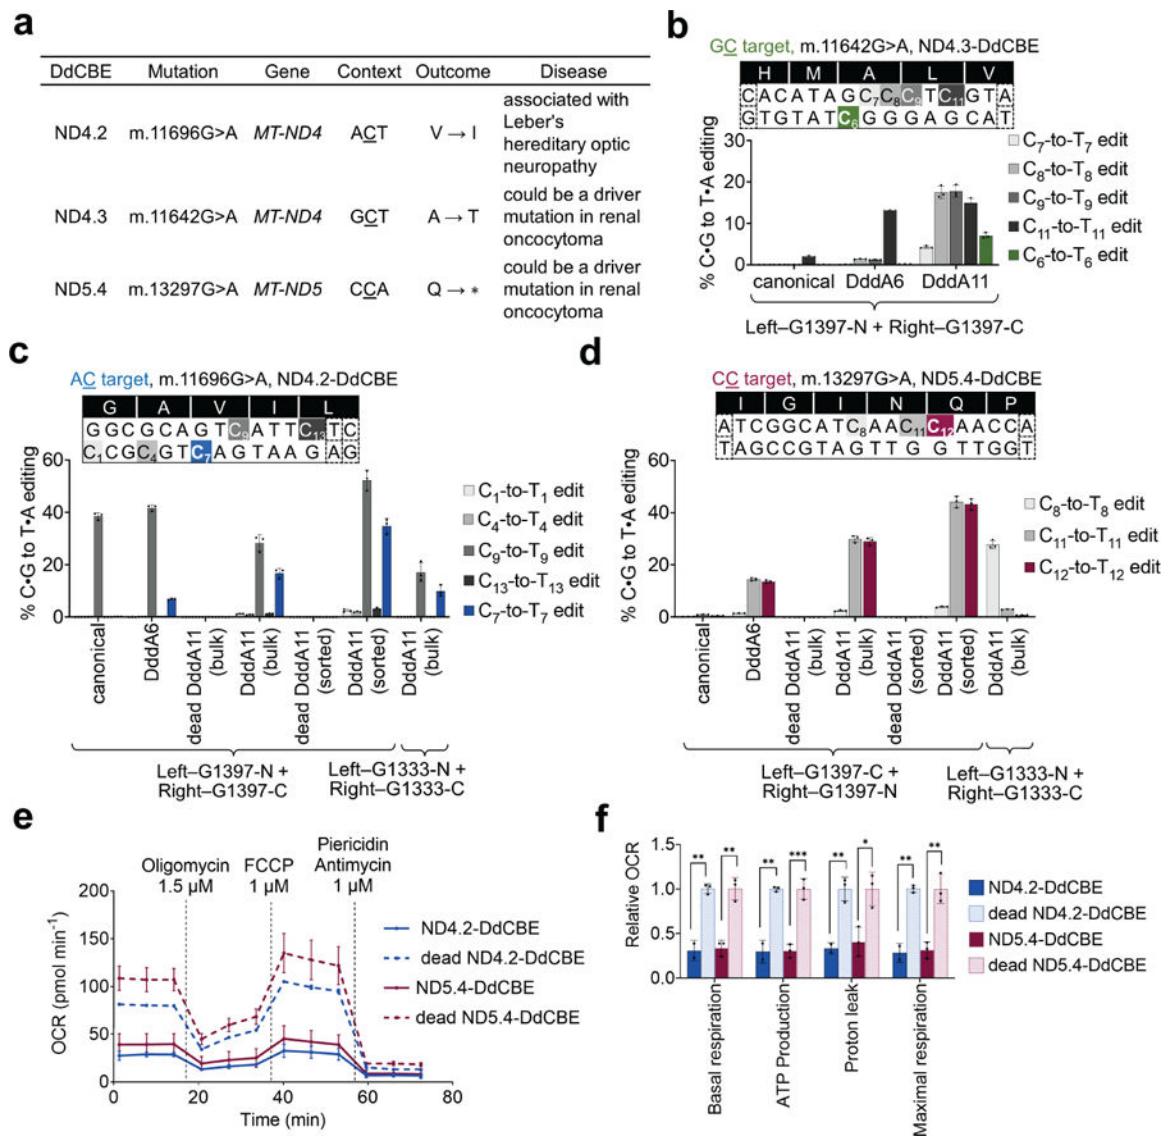 a
DdCBE Mutation Gene Context Outcome Disease
ND4.2 m.11696G>A MT-ND4 ACT V → I associated with
Leber's
hereditary optic
neuropathy
ND4.3 m.11642G>A MT-ND4 GCT A → T could be a driver
mutation in renal
oncocytoma
ND5.4 m.13297G>A MT-ND5 CCA Q → * could be a driver
mutation in renal
oncocytoma
b
GC target, m.11642G>A, ND4.3-DdCBE
H M A L V
CACATAGC7C8C9TC11GTA
GTGTATC6GGGAGCAT
% C•G to T•A editing
30
20
10
0
canonical DddA6 DddA11
Left–G1397-N + Right–G1397-C
C7-to-T7 edit
C8-to-T8 edit
C9-to-T9 edit
C11-to-T11 edit
C6-to-T6 edit
c
AC target, m.11696G>A, ND4.2-DdCBE
G A V I L
GGCGCAGTC9ATTC13TC
C1CGC4GTC7AGTAAGAG
% C•G to T•A editing
60
40
20
0
canonical
DddA6
dead DddA11
(bulk)
DddA11
(bulk)
dead DddA11
(sorted)
DddA11
(sorted)
DddA11
(bulk)
Left–G1397-N +
Right–G1397-C
Left–G1333-N +
Right–G1333-C
C1-to-T1 edit
C4-to-T4 edit
C9-to-T9 edit
C13-to-T13 edit
C7-to-T7 edit
d
CC target, m.13297G>A, ND5.4-DdCBE
I G I N Q P
ATCGGCATC8AAC11C12AACCA
TAGCCGTAGTTGGTTGGT
% C•G to T•A editing
60
40
20
0
canonical
DddA6
dead DddA11
(bulk)
DddA11
(bulk)
dead DddA11
(sorted)
DddA11
(sorted)
DddA11
(bulk)
Left–G1397-C +
Right–G1397-N
Left–G1333-N +
Right–G1333-C
C8-to-T8 edit
C11-to-T11 edit
C12-to-T12 edit
e
Oligomycin
1.5 μM
FCCP
1 μM
Piericidin
Antimycin
1 μM
OCR (pmol min-1)
200
150
100
50
0
0 20 40 60 80
Time (min)
ND4.2-DdCBE
dead ND4.2-DdCBE
ND5.4-DdCBE
dead ND5.4-DdCBE
f
Relative OCR
1.5
1.0
0.5
0.0
** ** ** *** ** * ** **
Basal respiration
ATP Production
Proton leak
Maximal respiration
ND4.2-DdCBE
dead ND4.2-DdCBE
ND5.4-DdCBE
dead ND5.4-DdCBE